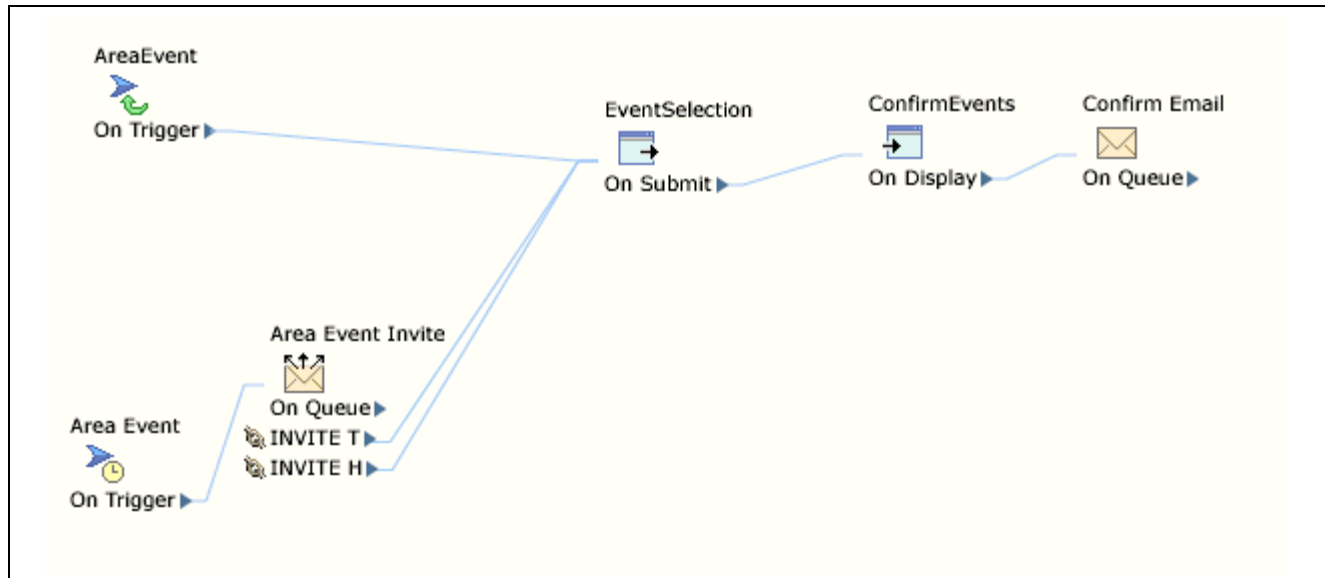 AreaEvent
On Trigger
EventSelection
On Submit
ConfirmEvents
On Display
Confirm Email
On Queue
Area Event Invite
On Queue
INVITE T
INVITE H
Area Event
On Trigger